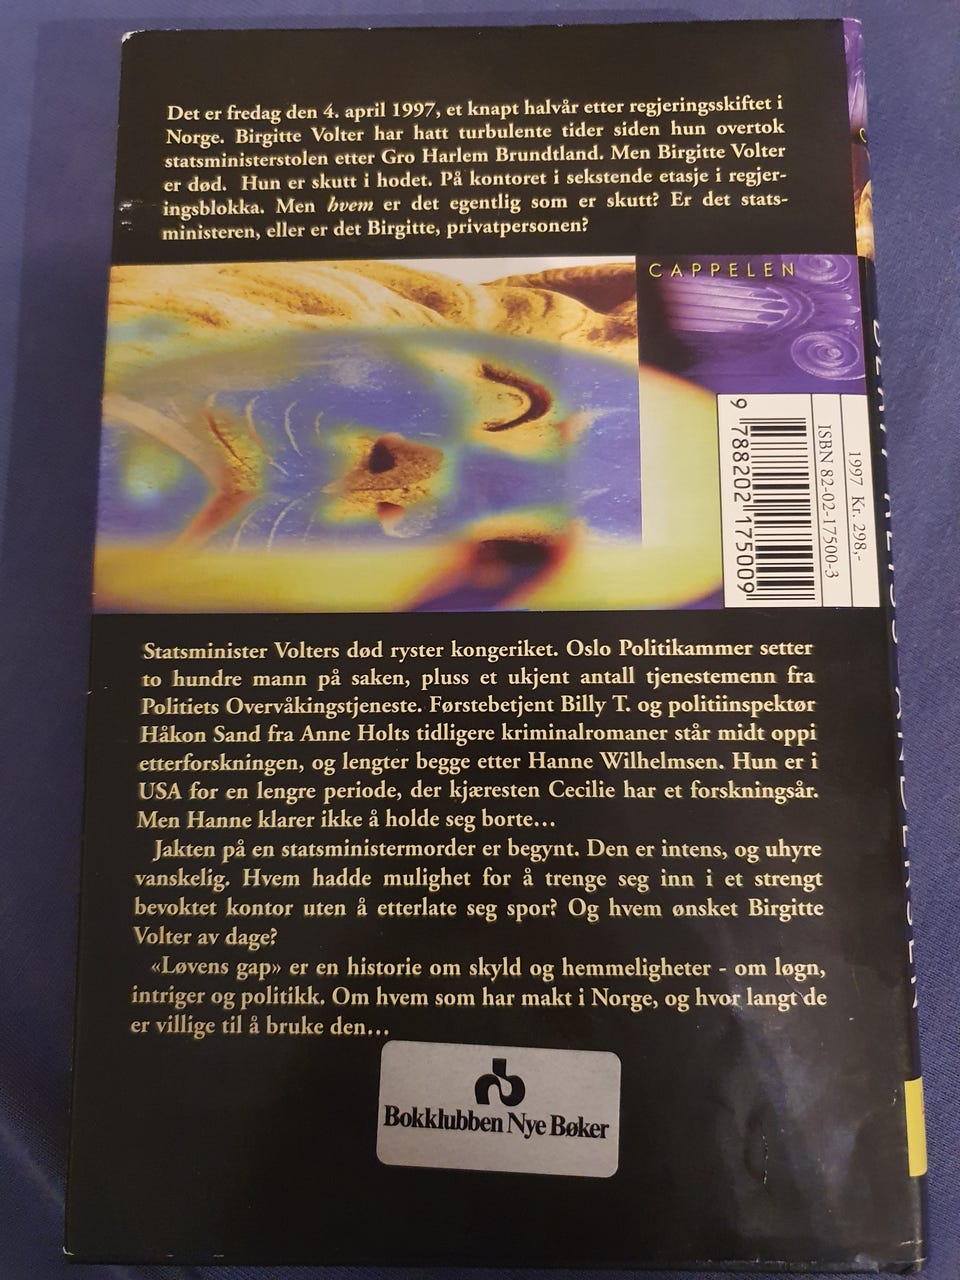 Det er fredag den 4. april 1997, et knapt halvår etter regjeringsskiftet i
Norge. Birgitte Volter har hatt turbulente tider siden hun overtok
statsministerstolen etter Gro Harlem Brundtland. Men Birgitte Volter
er død. Hun er skutt i hodet. På kontoret i sekstende etasje i regjer-
ingsblokka. Men hvem er det egentlig som er skutt? Er det stats-
ministeren, eller er det Birgitte, privatpersonen?
CAPPELEN
9 788202 175009
ISBN 82-02-17500-3
1997 Kr. 298,-
Statsminister Volters død ryster kongeriket. Oslo Politikammer setter
to hundre mann på saken, pluss et ukjent antall tjenestemenn fra
Politiets Overvåkingstjeneste. Førstebetjent Billy T. og politiinspektør
Håkon Sand fra Anne Holts tidligere kriminalromaner står midt oppi
etterforskningen, og lengter begge etter Hanne Wilhelmsen. Hun er i
USA for en lengre periode, der kjæresten Cecilie har et forskningsår.
Men Hanne klarer ikke å holde seg borte...
Jakten på en statsministermorder er begynt. Den er intens, og uhyre
vanskelig. Hvem hadde mulighet for å trenge seg inn i et strengt
bevoktet kontor uten å etterlate seg spor? Og hvem ønsket Birgitte
Volter av dage?
«Løvens gap» er en historie om skyld og hemmeligheter - om løgn,
intriger og politikk. Om hvem som har makt i Norge, og hvor langt de
er villige til å bruke den...
Bokklubben Nye Bøker